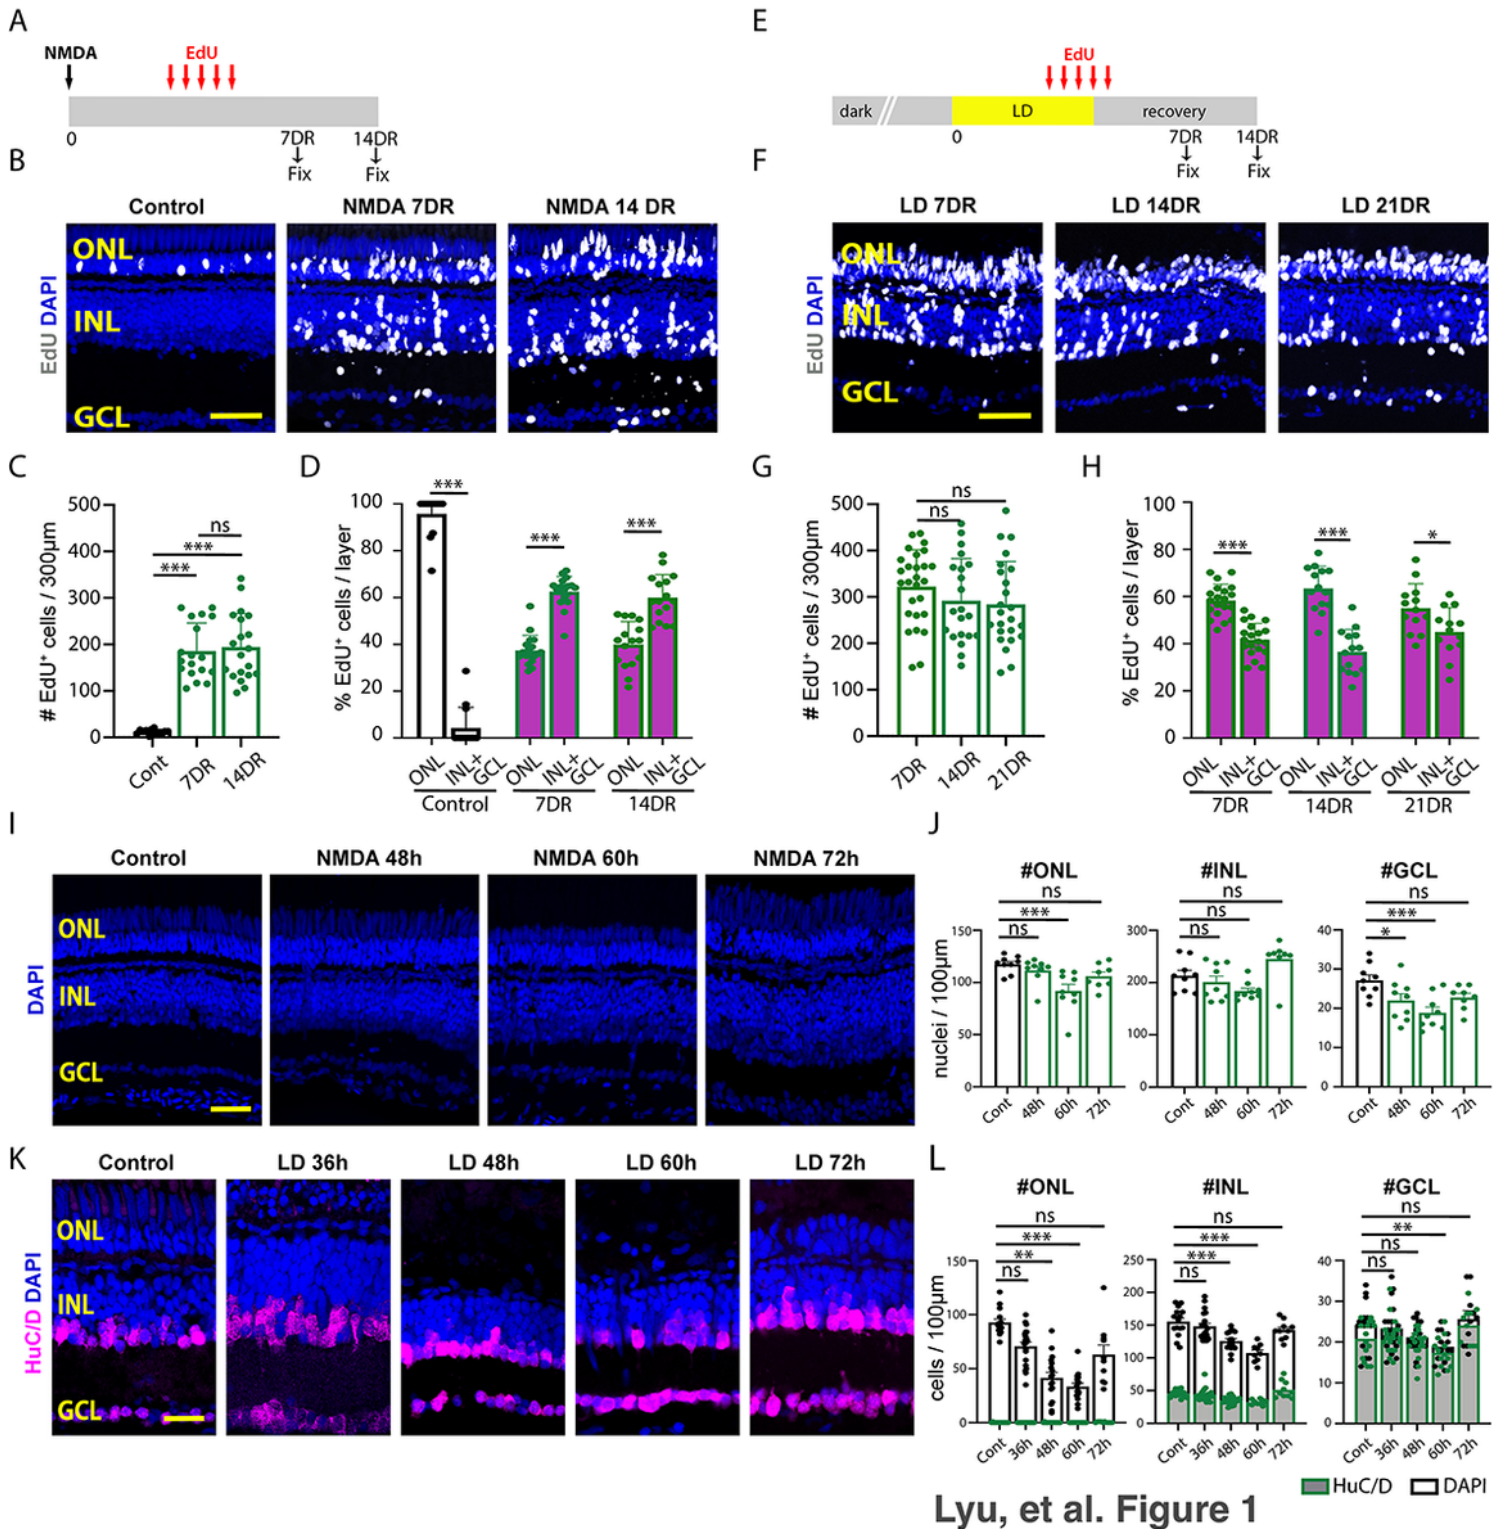 A
NMDA
EdU
0
7DR
14DR
Fix
Fix
E
EdU
dark
LD
recovery
0
7DR
14DR
Fix
Fix
B
Control
NMDA 7DR
NMDA 14 DR
EdU DAPI
ONL
INL
GCL
F
LD 7DR
LD 14DR
LD 21DR
EdU DAPI
ONL
INL
GCL
C
# EdU⁺ cells / 300µm
500
400
300
200
100
0
ns
***
***
Cont
7DR
14DR
D
% EdU⁺ cells / layer
100
80
60
40
20
0
***
***
***
ONL
INL+
GCL
ONL
INL+
GCL
ONL
INL+
GCL
Control
7DR
14DR
G
# EdU⁺ cells / 300µm
500
400
300
200
100
0
ns
ns
7DR
14DR
21DR
H
% EdU⁺ cells / layer
100
80
60
40
20
0
***
***
*
ONL
INL+
GCL
ONL
INL+
GCL
ONL
INL+
GCL
7DR
14DR
21DR
I
Control
NMDA 48h
NMDA 60h
NMDA 72h
DAPI
ONL
INL
GCL
J
nuclei / 100µm
#ONL
ns
***
ns
150
100
50
0
Cont
48h
60h
72h
#INL
ns
ns
ns
300
200
100
0
Cont
48h
60h
72h
#GCL
ns
***
*
40
30
20
10
0
Cont
48h
60h
72h
K
Control
LD 36h
LD 48h
LD 60h
LD 72h
HuC/D DAPI
ONL
INL
GCL
L
cells / 100µm
#ONL
ns
***
**
ns
150
100
50
0
Cont
36h
48h
60h
72h
#INL
ns
***
***
ns
250
200
150
100
50
0
Cont
36h
48h
60h
72h
#GCL
ns
**
ns
ns
40
30
20
10
0
Cont
36h
48h
60h
72h
HuC/D
DAPI
Lyu, et al. Figure 1